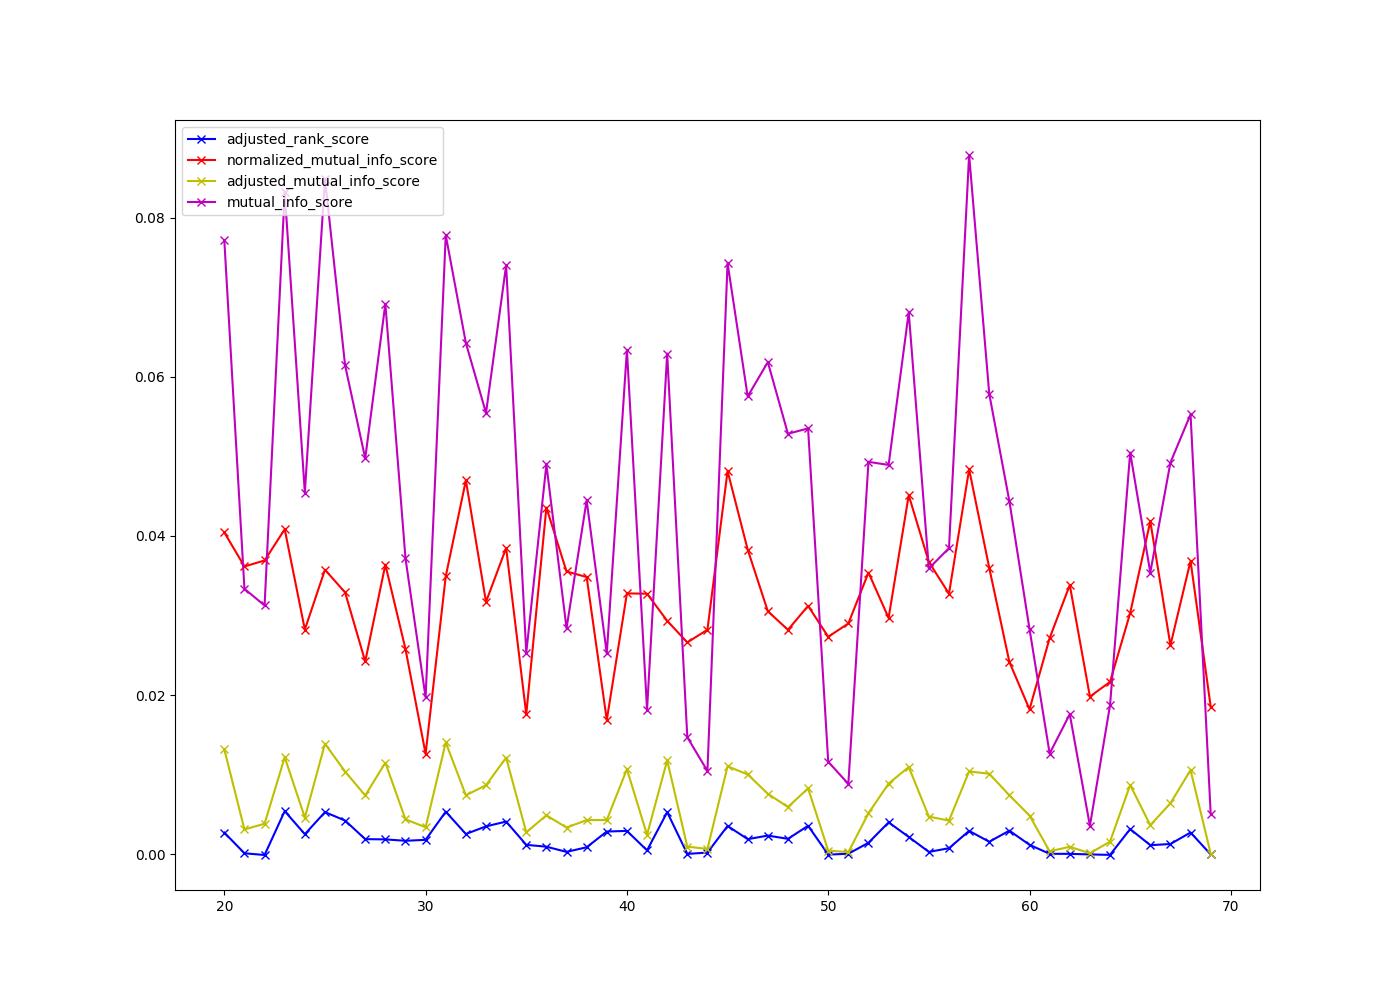 adjusted_rank_score
normalized_mutual_info_score
adjusted_mutual_info_score
mutual_info_score
0.08
0.06
0.04
0.02
0.00
20 30 40 50 60 70